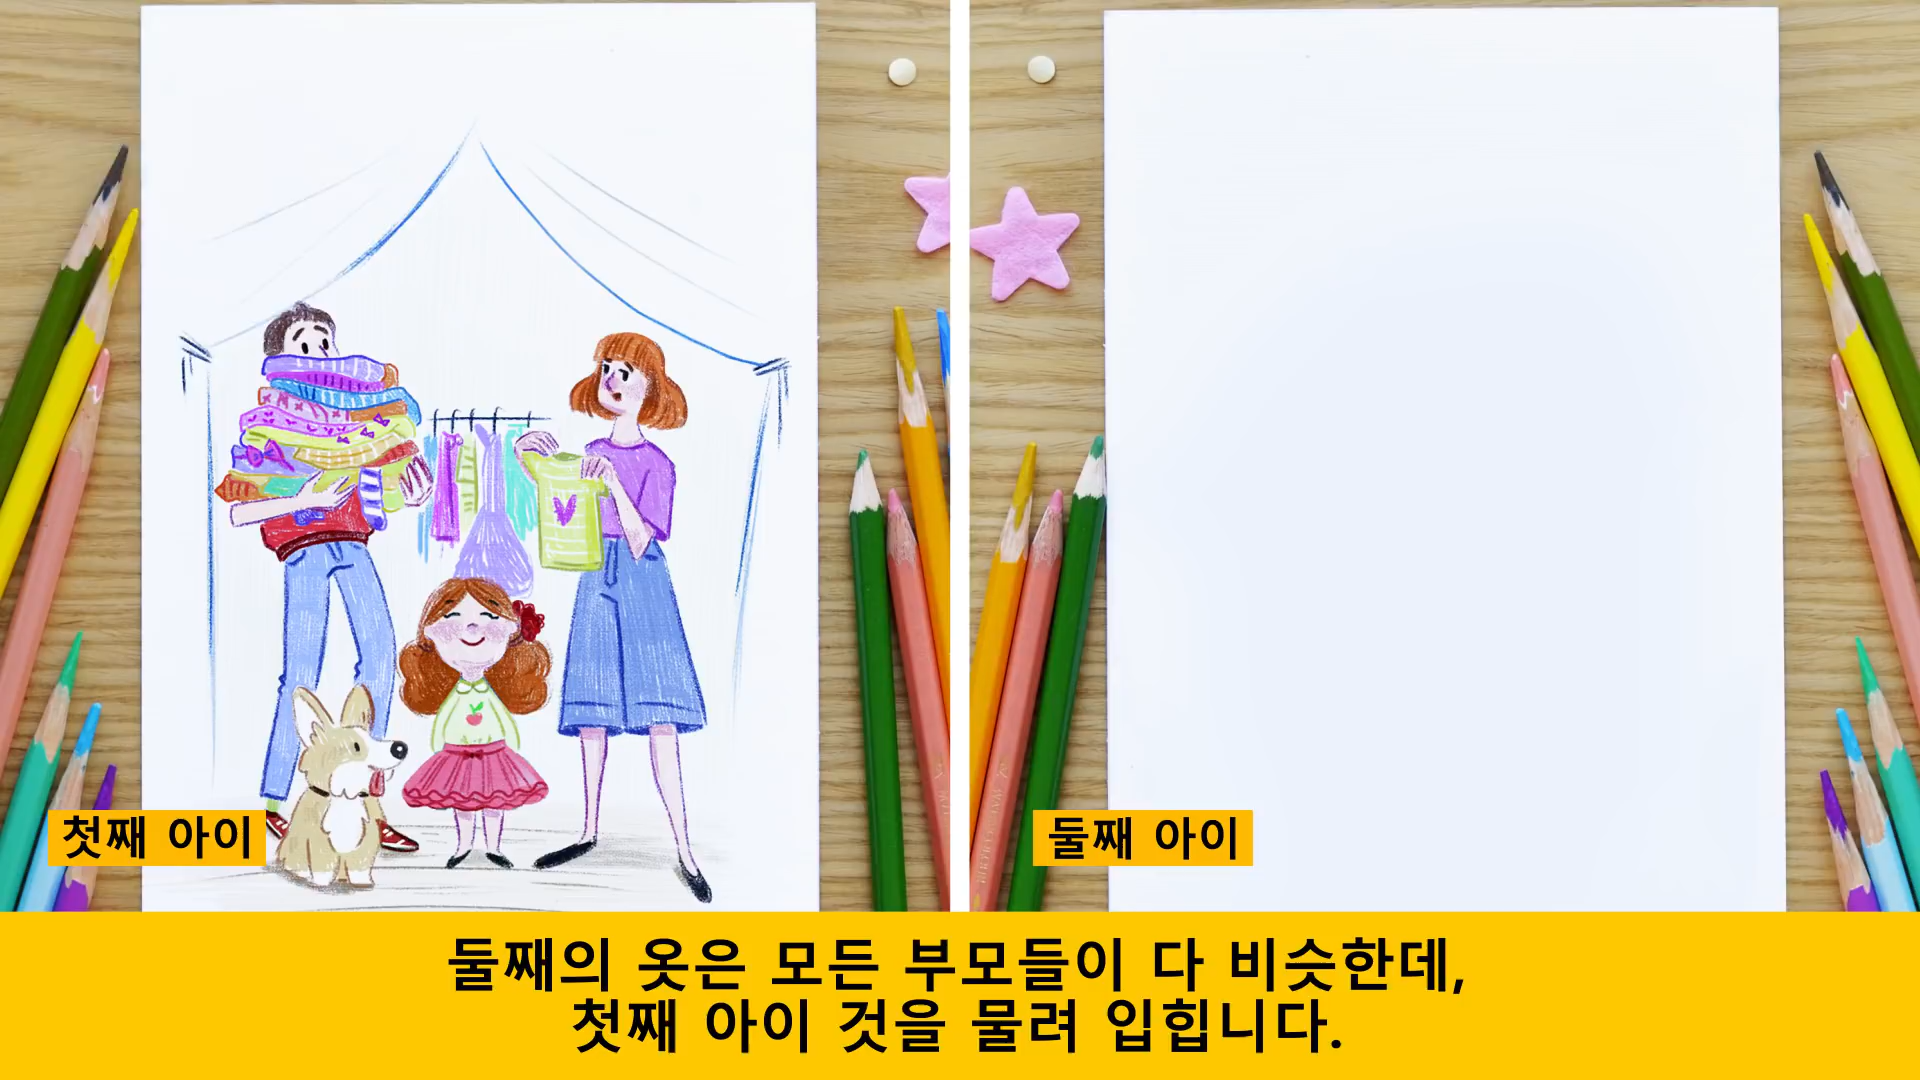 첫째 아이
둘째 아이
둘째의 옷은 모든 부모들이 다 비슷한데,
첫째 아이 것을 물려 입힙니다.